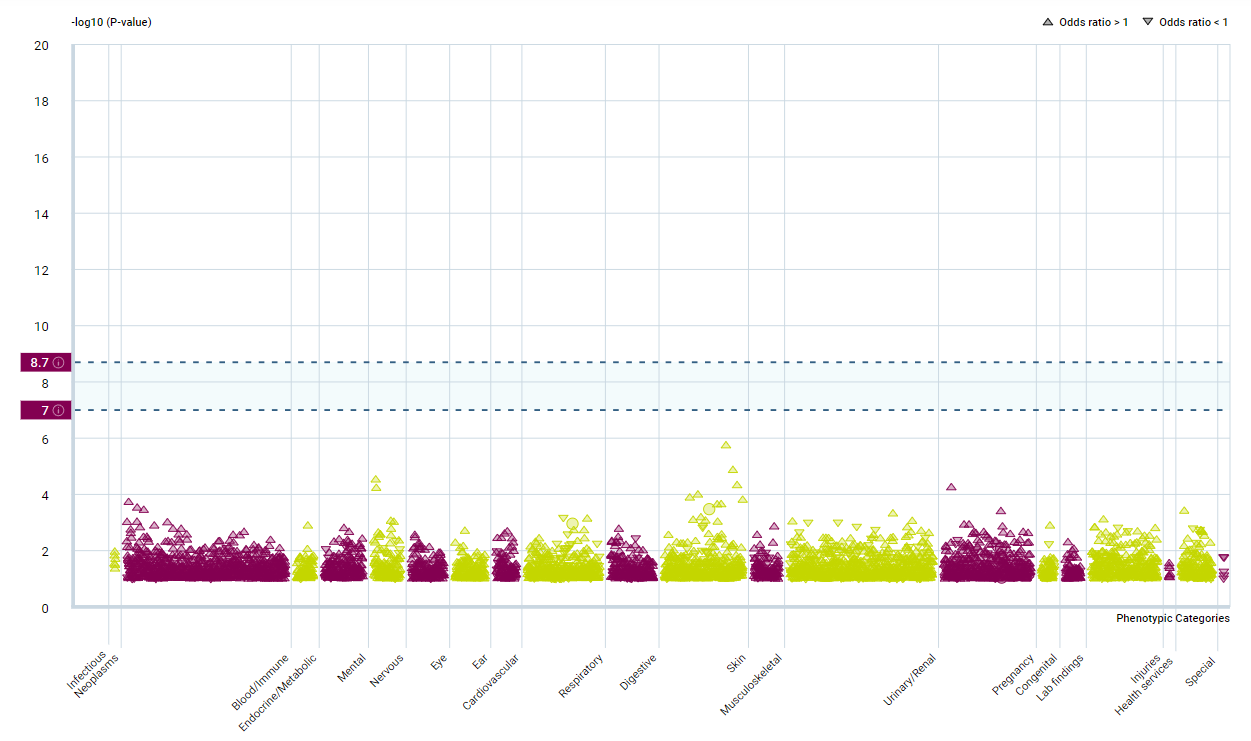 -log10 (P-value)
Odds ratio > 1
Odds ratio < 1
20
18
16
14
12
10
8.7
8
7
6
4
2
0
Phenotypic Categories
Infectious
Neoplasms
Blood/Immune
Endocrine/Metabolic
Mental
Nervous
Eye
Ear
Cardiovascular
Respiratory
Digestive
Skin
Musculoskeletal
Urinary/Renal
Pregnancy
Congenital
Lab findings
Injuries
Health services
Special